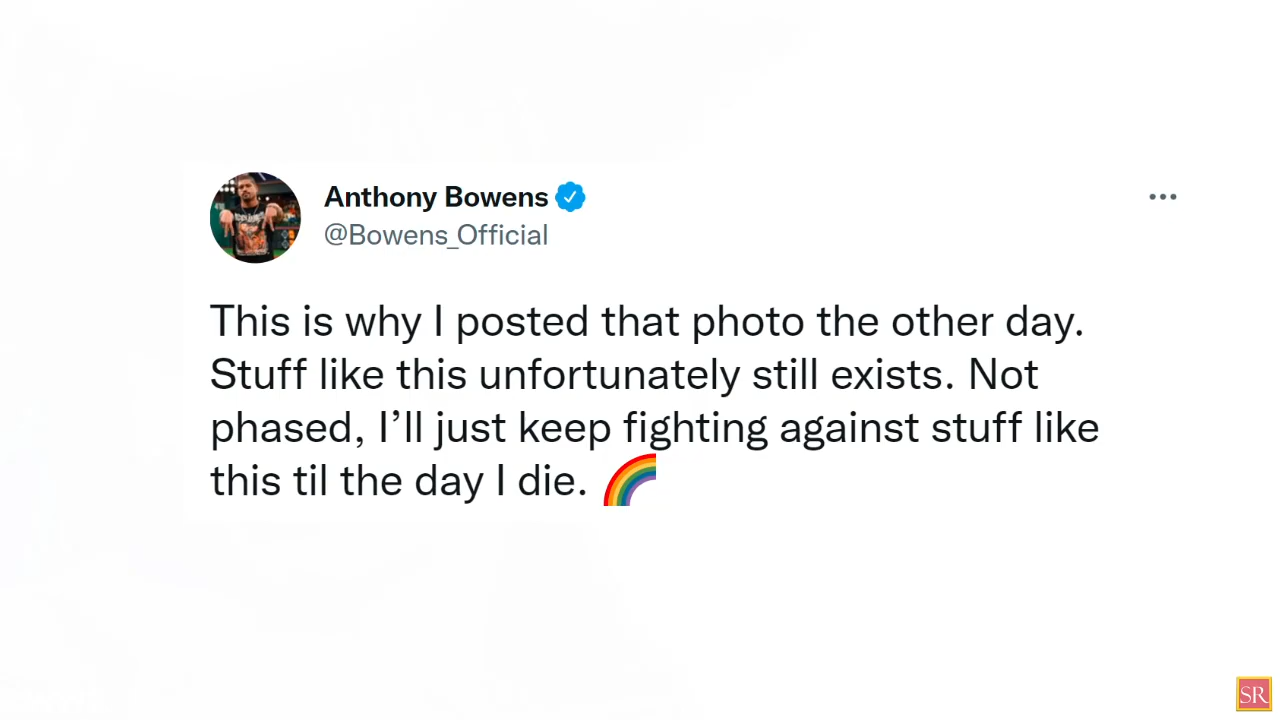 Anthony Bowens
@Bowens_Official
This is why I posted that photo the other day.
Stuff like this unfortunately still exists. Not
phased, I’ll just keep fighting against stuff like
this til the day I die. 🌈
SR